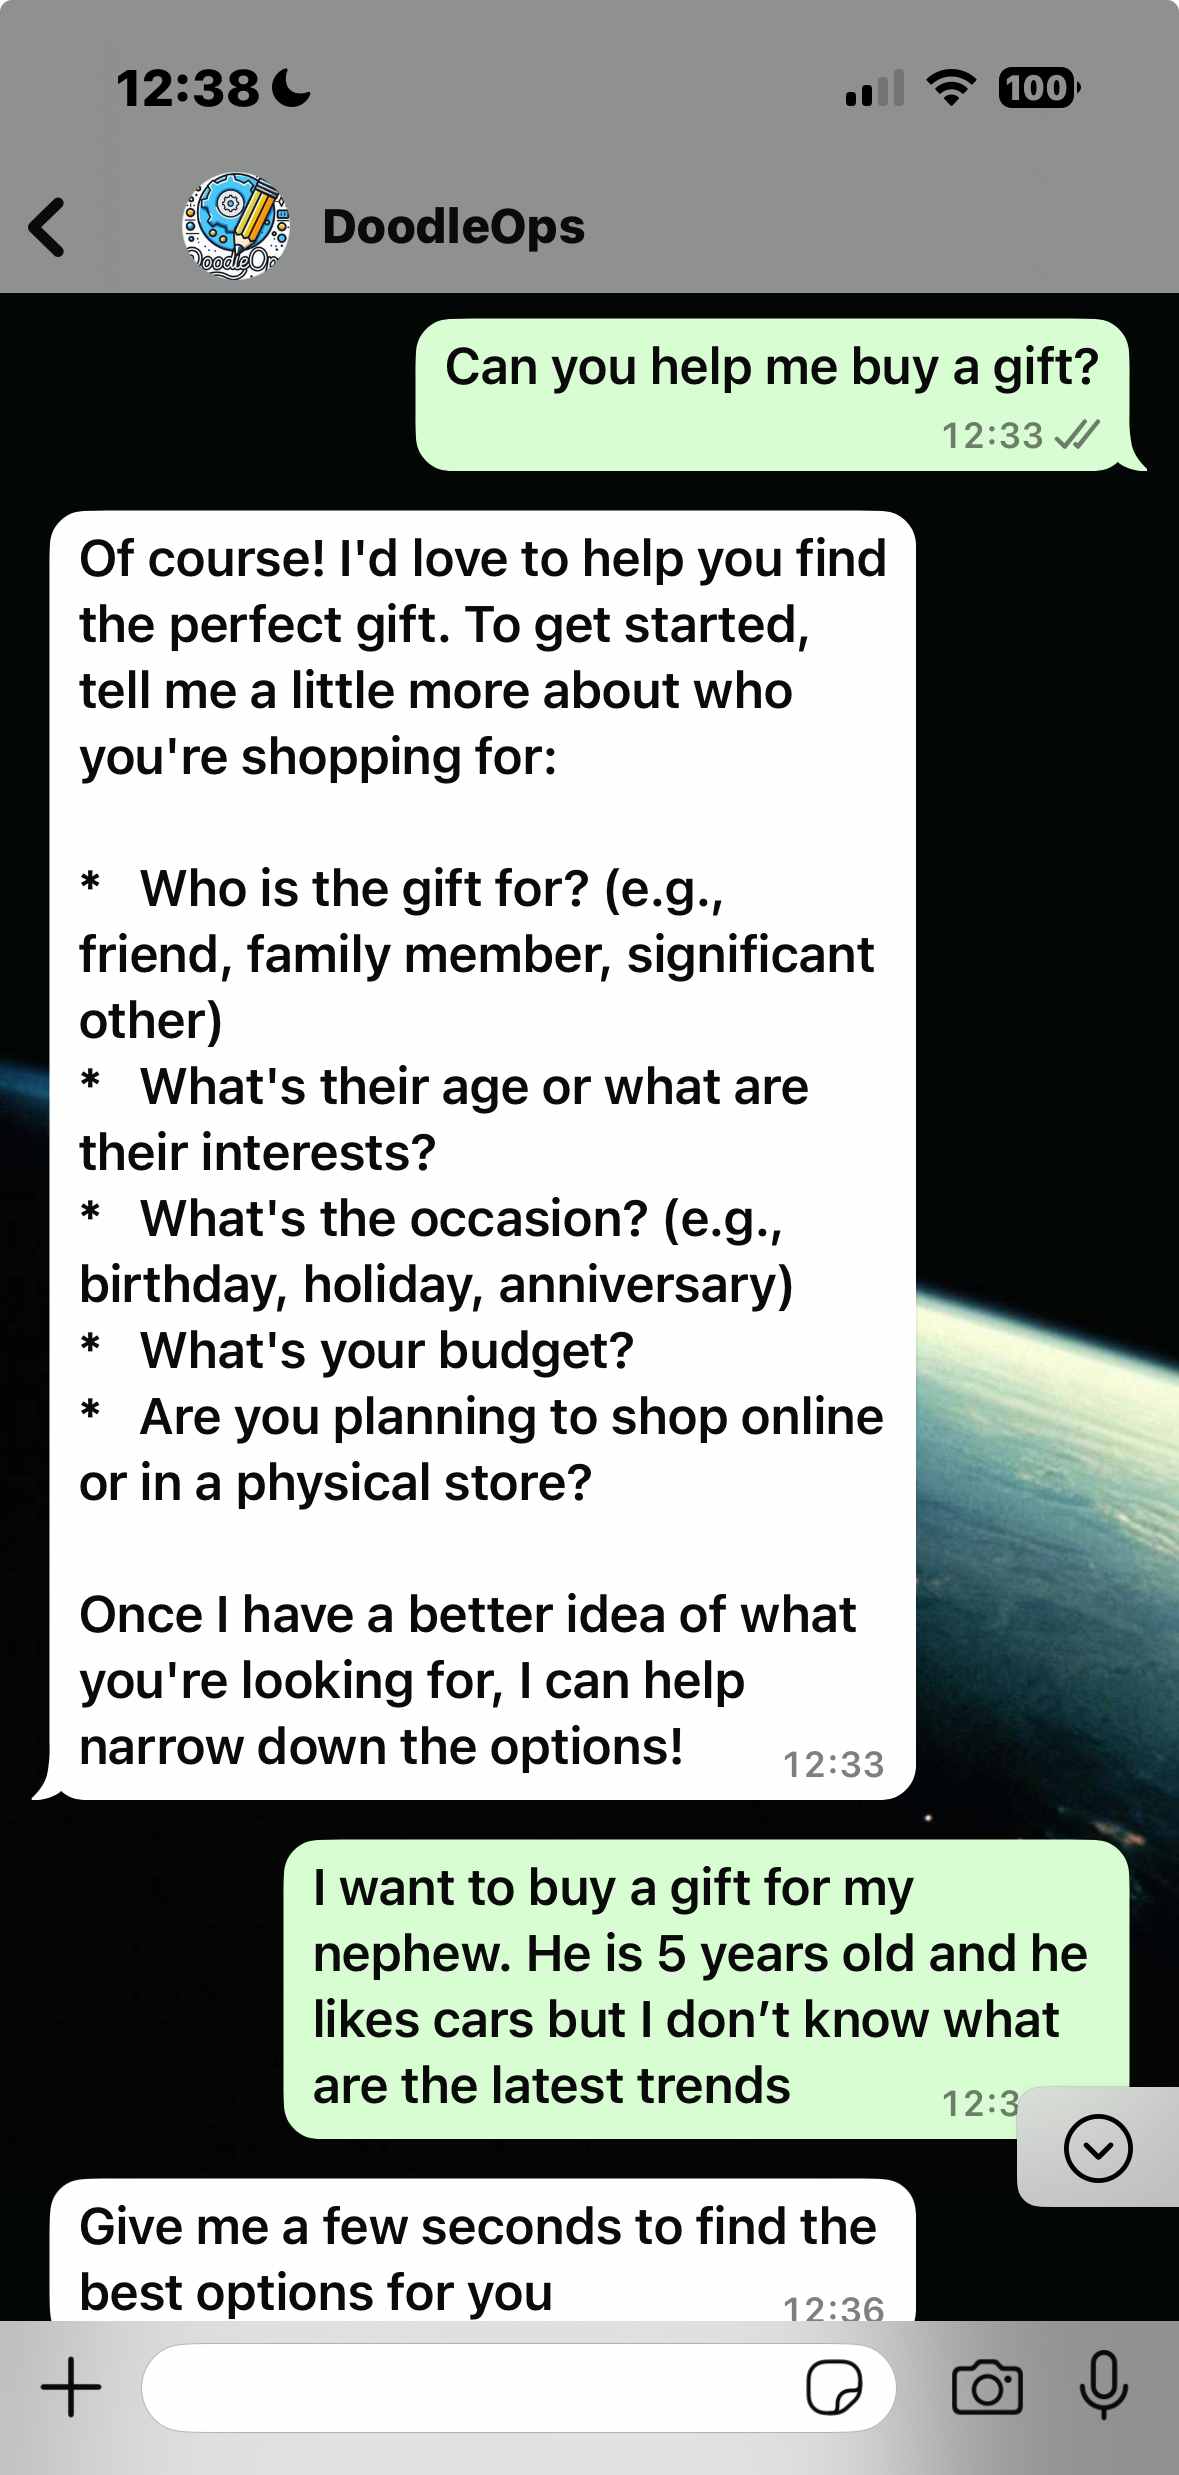 12:38
100
DoodleOps
DoodleOp
Can you help me buy a gift?
12:33
Of course! I'd love to help you find
the perfect gift. To get started,
tell me a little more about who
you're shopping for:
*   Who is the gift for? (e.g.,
friend, family member, significant
other)
*   What's their age or what are
their interests?
*   What's the occasion? (e.g.,
birthday, holiday, anniversary)
*   What's your budget?
*   Are you planning to shop online
or in a physical store?
Once I have a better idea of what
you're looking for, I can help
narrow down the options!
12:33
I want to buy a gift for my
nephew. He is 5 years old and he
likes cars but I don’t know what
are the latest trends
12:3
Give me a few seconds to find the
best options for you
12:36